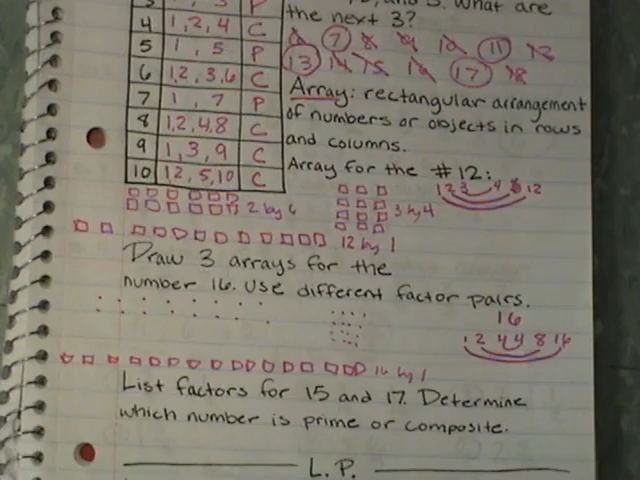 3 P
4 1, 2, 4 C
5 1, 5 P
6 1,2, 3,6 C
7 1, 7 P
8 1,2,4,8 C
9 1, 3, 9 C
10 1,2, 5,10 C
What are
the next 3?
7 8 10 11 12
13 14 15 16 17 18
Array: rectangular arrangement
of numbers or objects in rows
and columns.
Array for the #12:
1 2 3 4 6 12
2 by 6
3 by 4
12 by 1
Draw 3 arrays for the
number 16. Use different factor pairs.
16
1 2 4 4 8 16
16 by 1
List factors for 15 and 17. Determine
which number is prime or composite.
L.P.